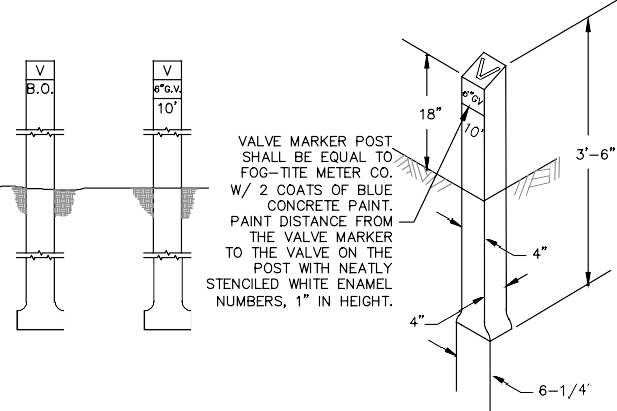 V
B.O.
V
6"G.V.
10'
VALVE MARKER POST
SHALL BE EQUAL TO
FOG-TITE METER CO.
W/ 2 COATS OF BLUE
CONCRETE PAINT.
PAINT DISTANCE FROM
THE VALVE MARKER
TO THE VALVE ON THE
POST WITH NEATLY
STENCILED WHITE ENAMEL
NUMBERS, 1" IN HEIGHT.
V
6"GV
10'
18"
3'-6"
4"
4"
6-1/4"